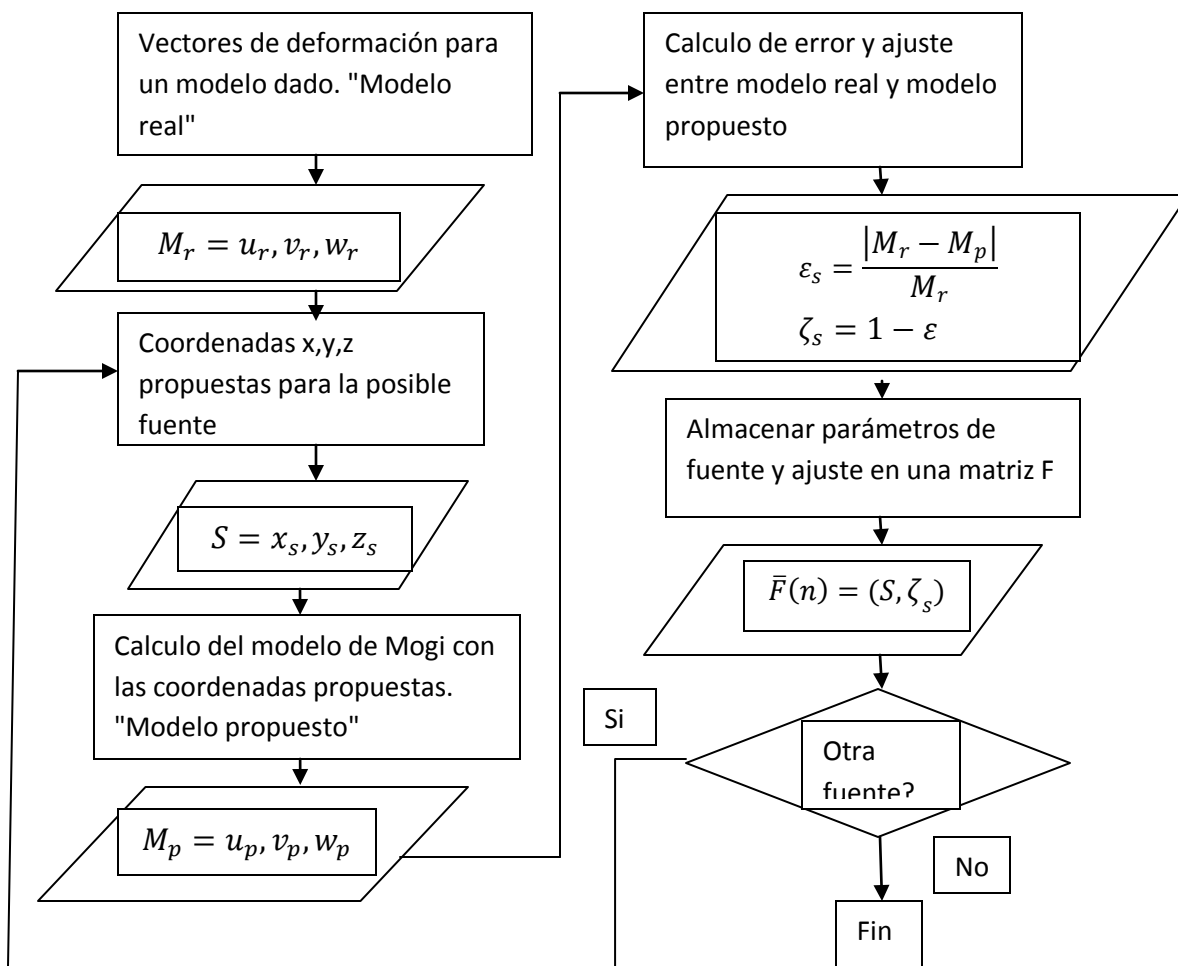 Vectores de deformación para
un modelo dado. "Modelo
real"
M_r = u_r, v_r, w_r
Coordenadas x,y,z
propuestas para la posible
fuente
S = x_s, y_s, z_s
Calculo del modelo de Mogi con
las coordenadas propuestas.
"Modelo propuesto"
M_p = u_p, v_p, w_p
Calculo de error y ajuste
entre modelo real y modelo
propuesto
ε_s = |M_r − M_p| / M_r
ζ_s = 1 − ε
Almacenar parámetros de
fuente y ajuste en una matriz F
F̄(n) = (S, ζ_s)
Si
Otra
fuente?
No
Fin